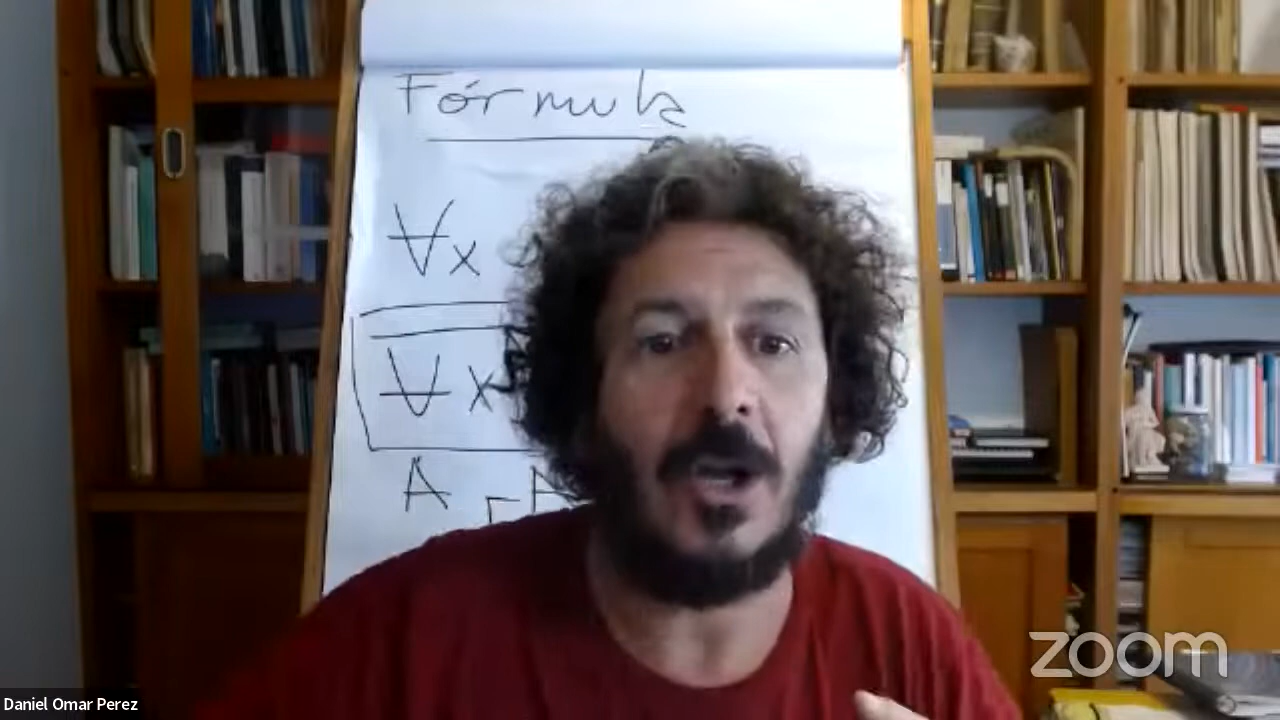 Fórmula
∀x
∀x
A ¬A
zoom
Daniel Omar Perez